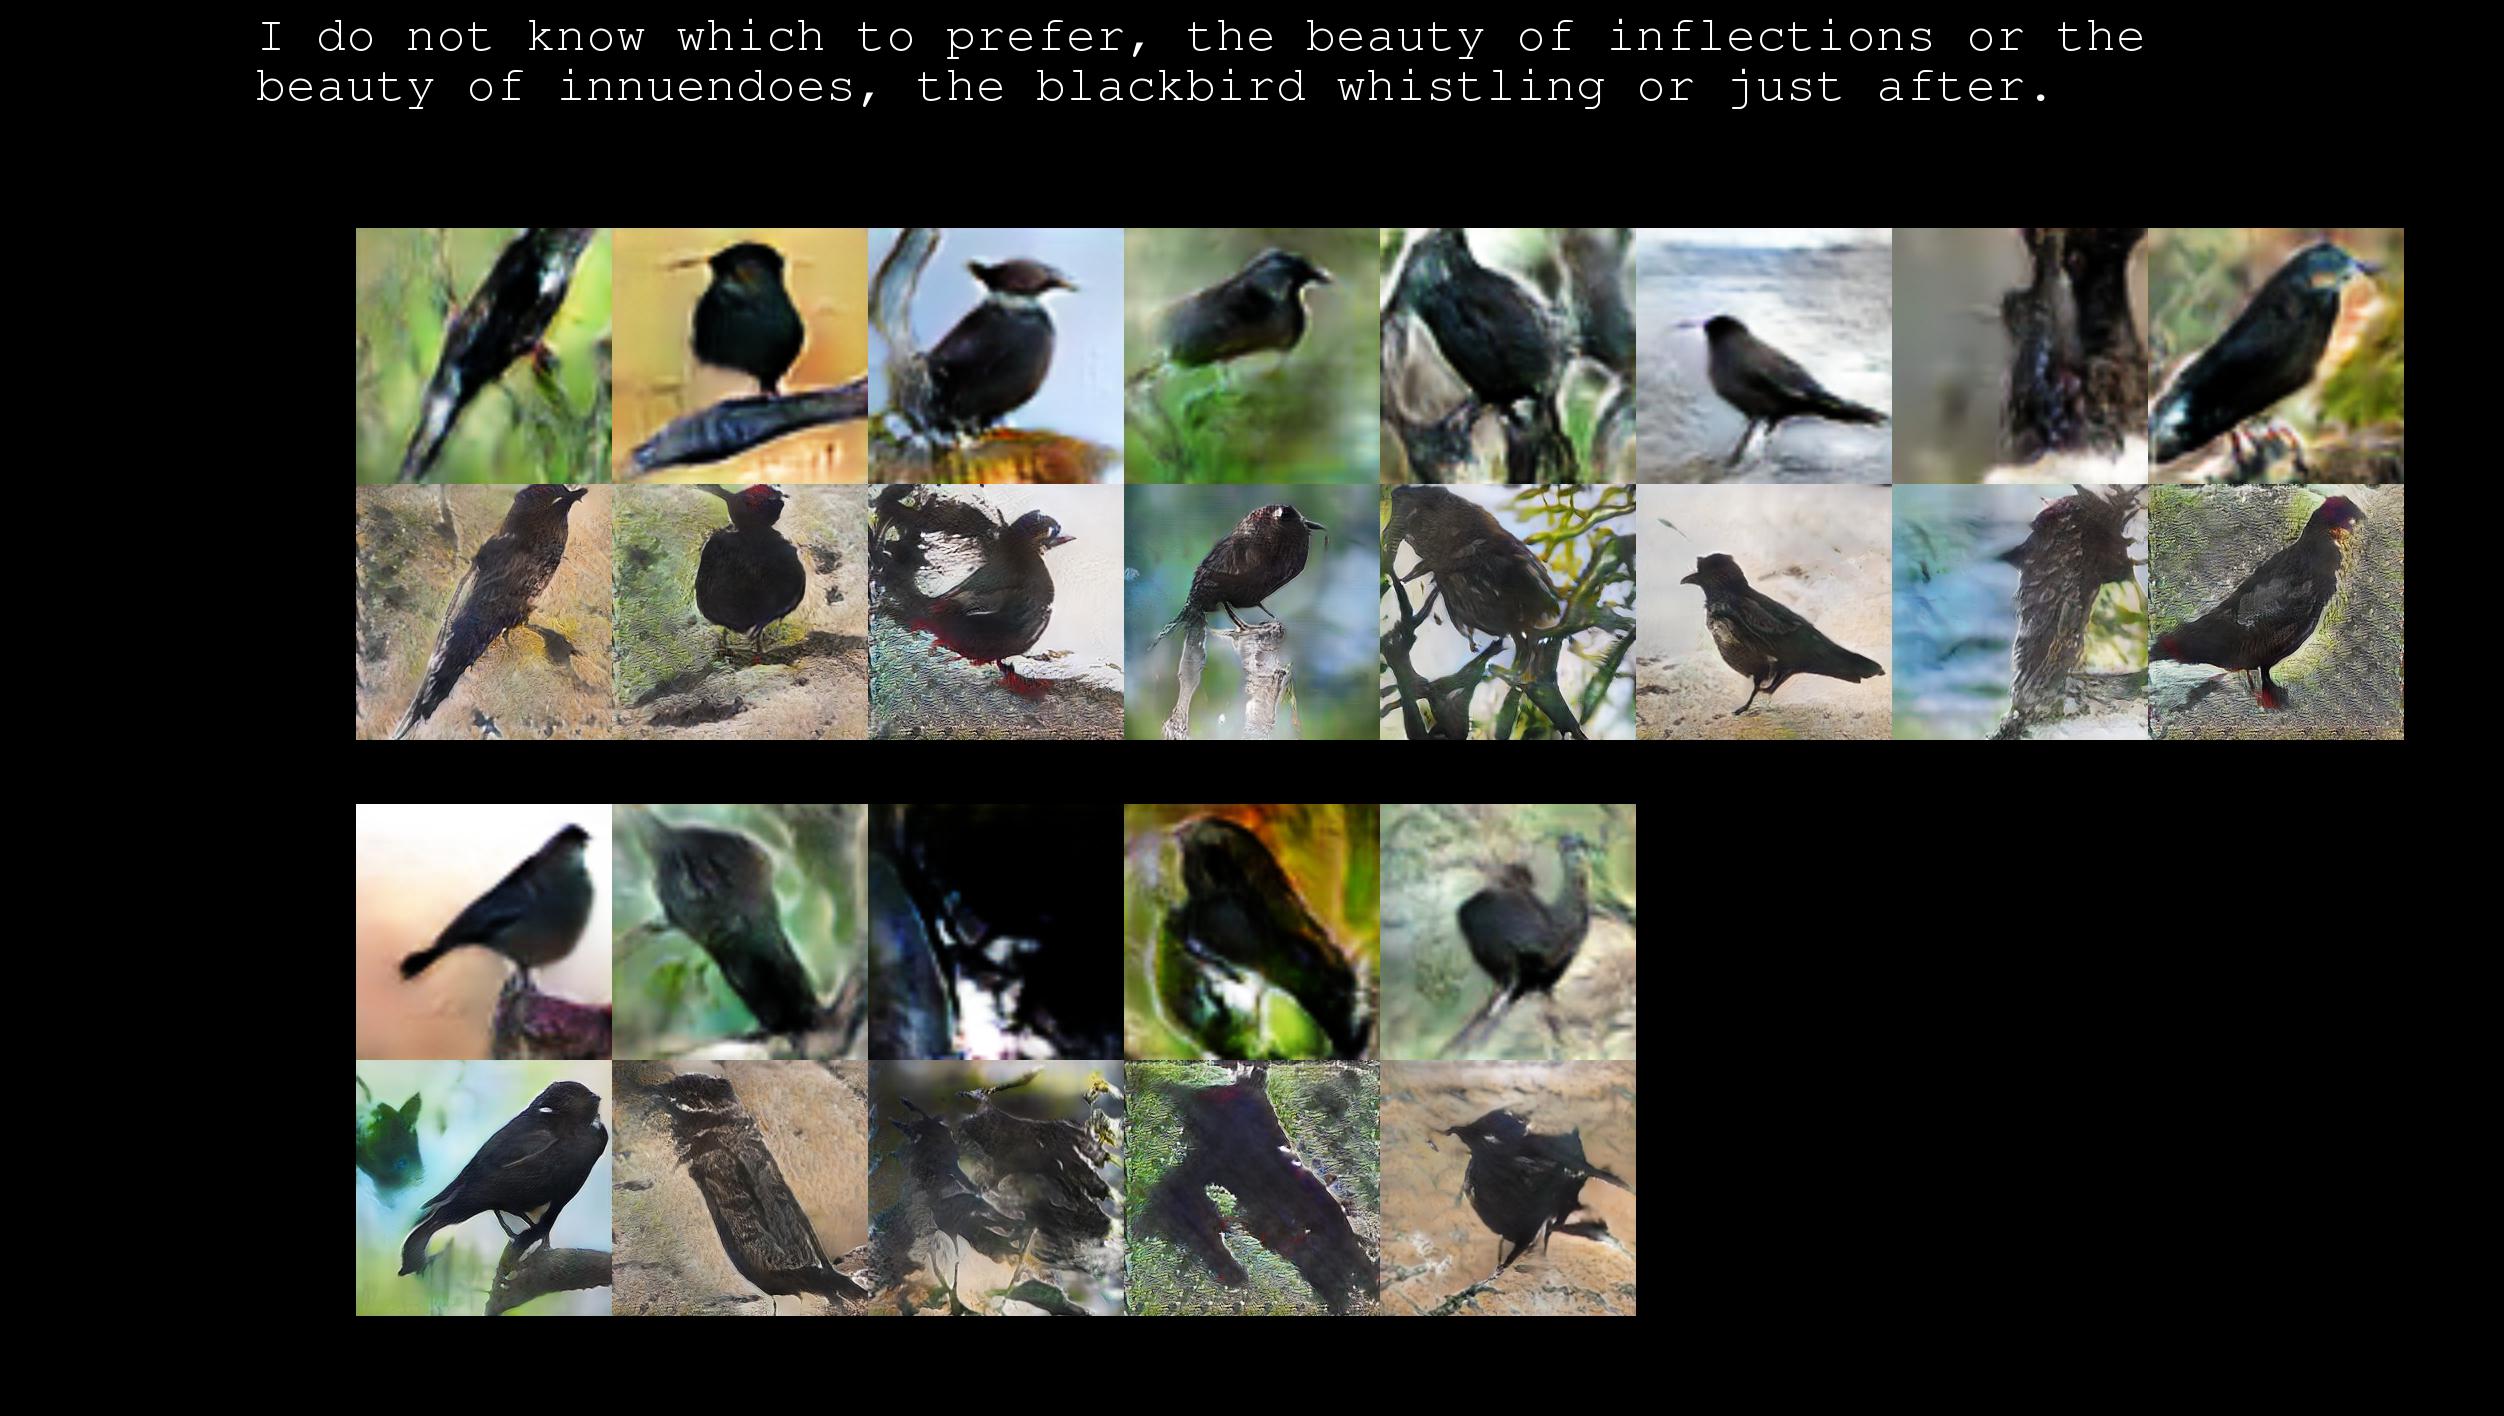 I do not know which to prefer, the beauty of inflections or the
beauty of innuendoes, the blackbird whistling or just after.